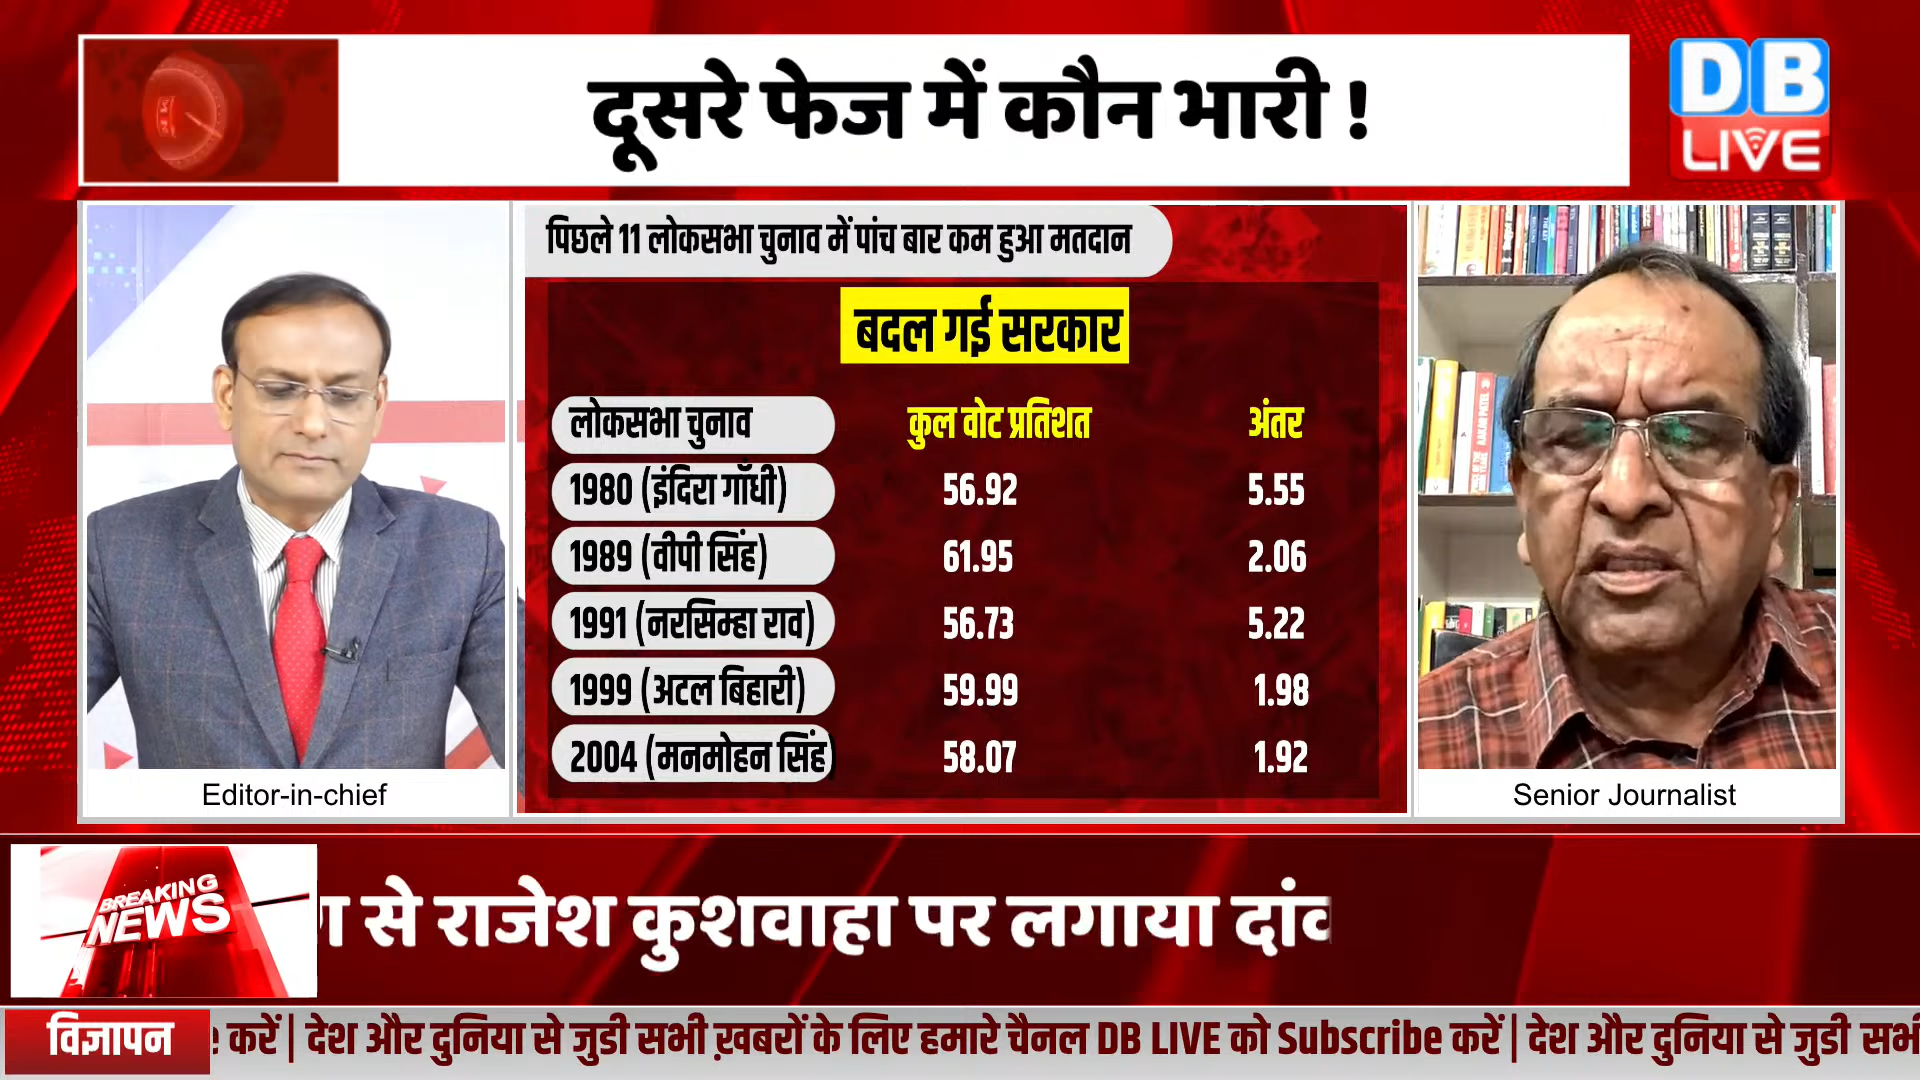 दूसरे फेज में कौन भारी !
DB
LIVE
पिछले 11 लोकसभा चुनाव में पांच बार कम हुआ मतदान
बदल गई सरकार
लोकसभा चुनाव कुल वोट प्रतिशत अंतर
1980 (इंदिरा गाँधी) 56.92 5.55
1989 (वीपी सिंह) 61.95 2.06
1991 (नरसिम्हा राव) 56.73 5.22
1999 (अटल बिहारी) 59.99 1.98
2004 (मनमोहन सिंह) 58.07 1.92
Editor-in-chief
Senior Journalist
BREAKING
NEWS
से राजेश कुशवाहा पर लगाया
विज्ञापन करें | देश और दुनिया से जुडी सभी ख़बरों के लिए हमारे चैनल DB LIVE को Subscribe करें | देश और दुनिया से जुडी सभी